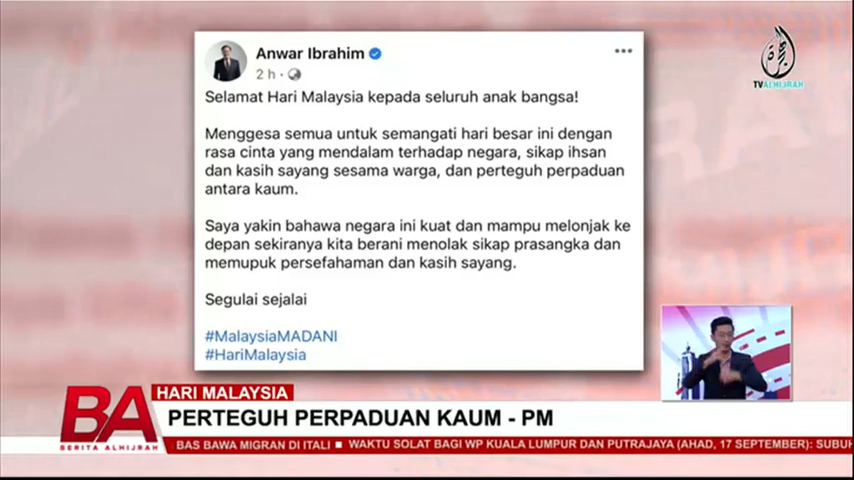 Anwar Ibrahim
2 h
Selamat Hari Malaysia kepada seluruh anak bangsa!
Menggesa semua untuk semangati hari besar ini dengan
rasa cinta yang mendalam terhadap negara, sikap ihsan
dan kasih sayang sesama warga, dan perteguh perpaduan
antara kaum.
Saya yakin bahawa negara ini kuat dan mampu melonjak ke
depan sekiranya kita berani menolak sikap prasangka dan
memupuk persefahaman dan kasih sayang.
Segulai sejalai
#MalaysiaMADANI
#HariMalaysia
TV ALHIJRAH
HARI MALAYSIA
BA
BERITA ALHIJRAH
PERTEGUH PERPADUAN KAUM - PM
BAS BAWA MIGRAN DI ITALI ■ WAKTU SOLAT BAGI WP KUALA LUMPUR DAN PUTRAJAYA (AHAD, 17 SEPTEMBER): SUBUH